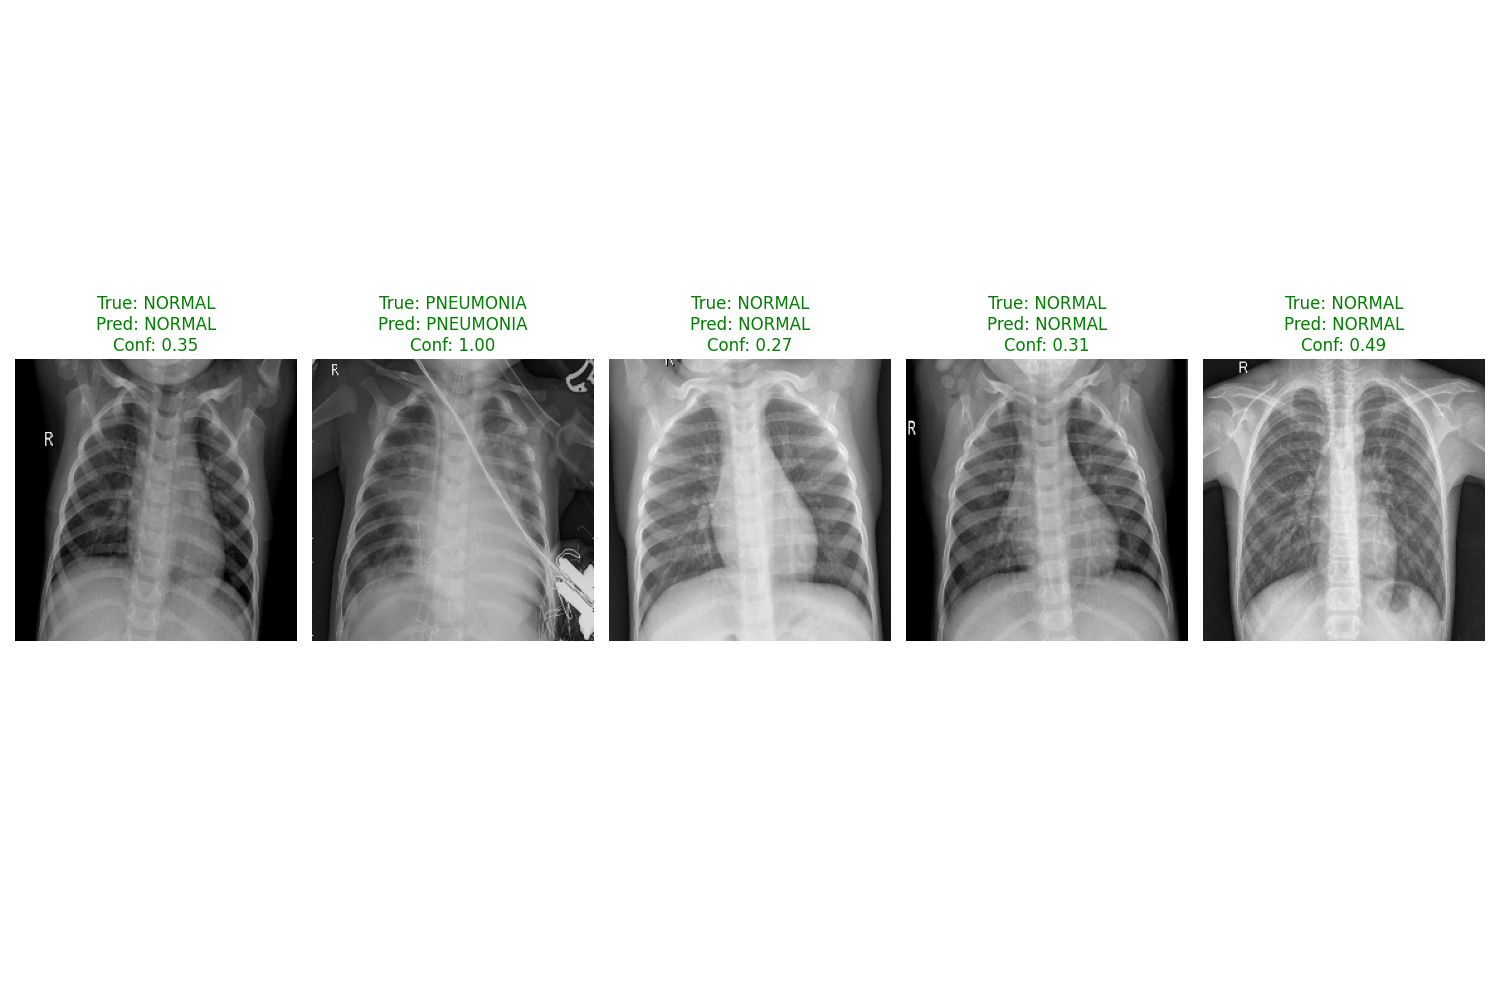 True: NORMAL
Pred: NORMAL
Conf: 0.35
True: PNEUMONIA
Pred: PNEUMONIA
Conf: 1.00
True: NORMAL
Pred: NORMAL
Conf: 0.27
True: NORMAL
Pred: NORMAL
Conf: 0.31
True: NORMAL
Pred: NORMAL
Conf: 0.49
R
R
R
R
R